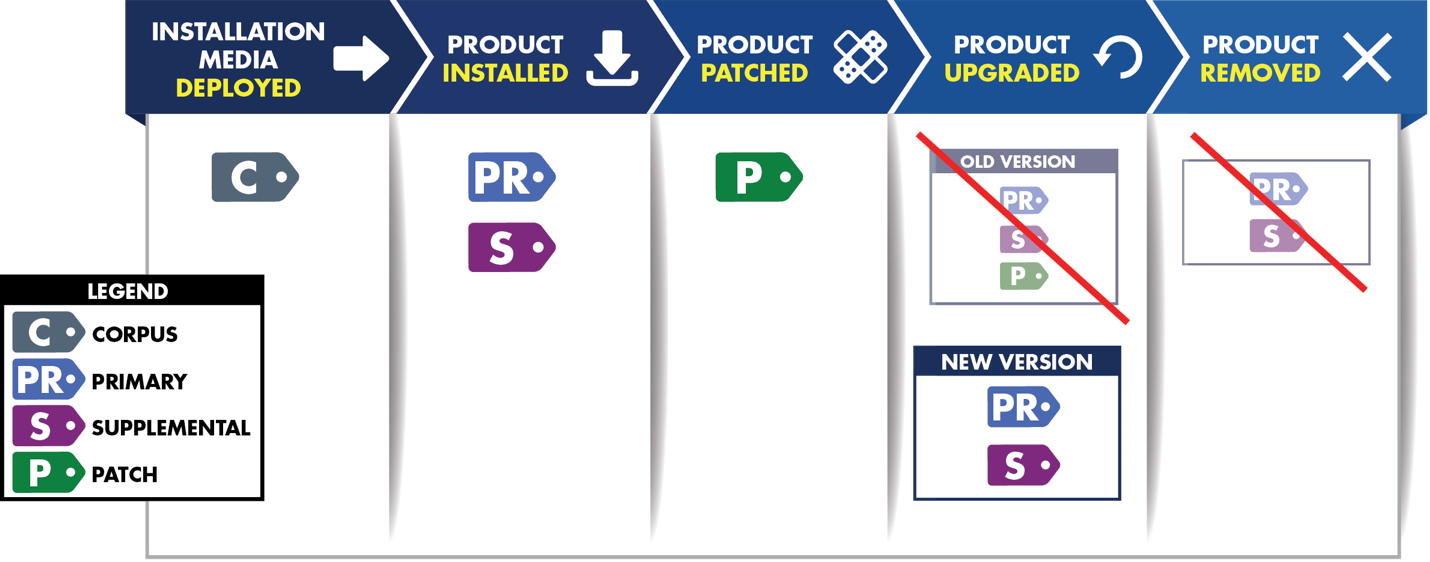 INSTALLATION
MEDIA
DEPLOYED
PRODUCT
INSTALLED
PRODUCT
PATCHED
PRODUCT
UPGRADED
PRODUCT
REMOVED
C
PR
S
P
OLD VERSION
PR
S
P
NEW VERSION
PR
S
PR
S
LEGEND
C CORPUS
PR PRIMARY
S SUPPLEMENTAL
P PATCH